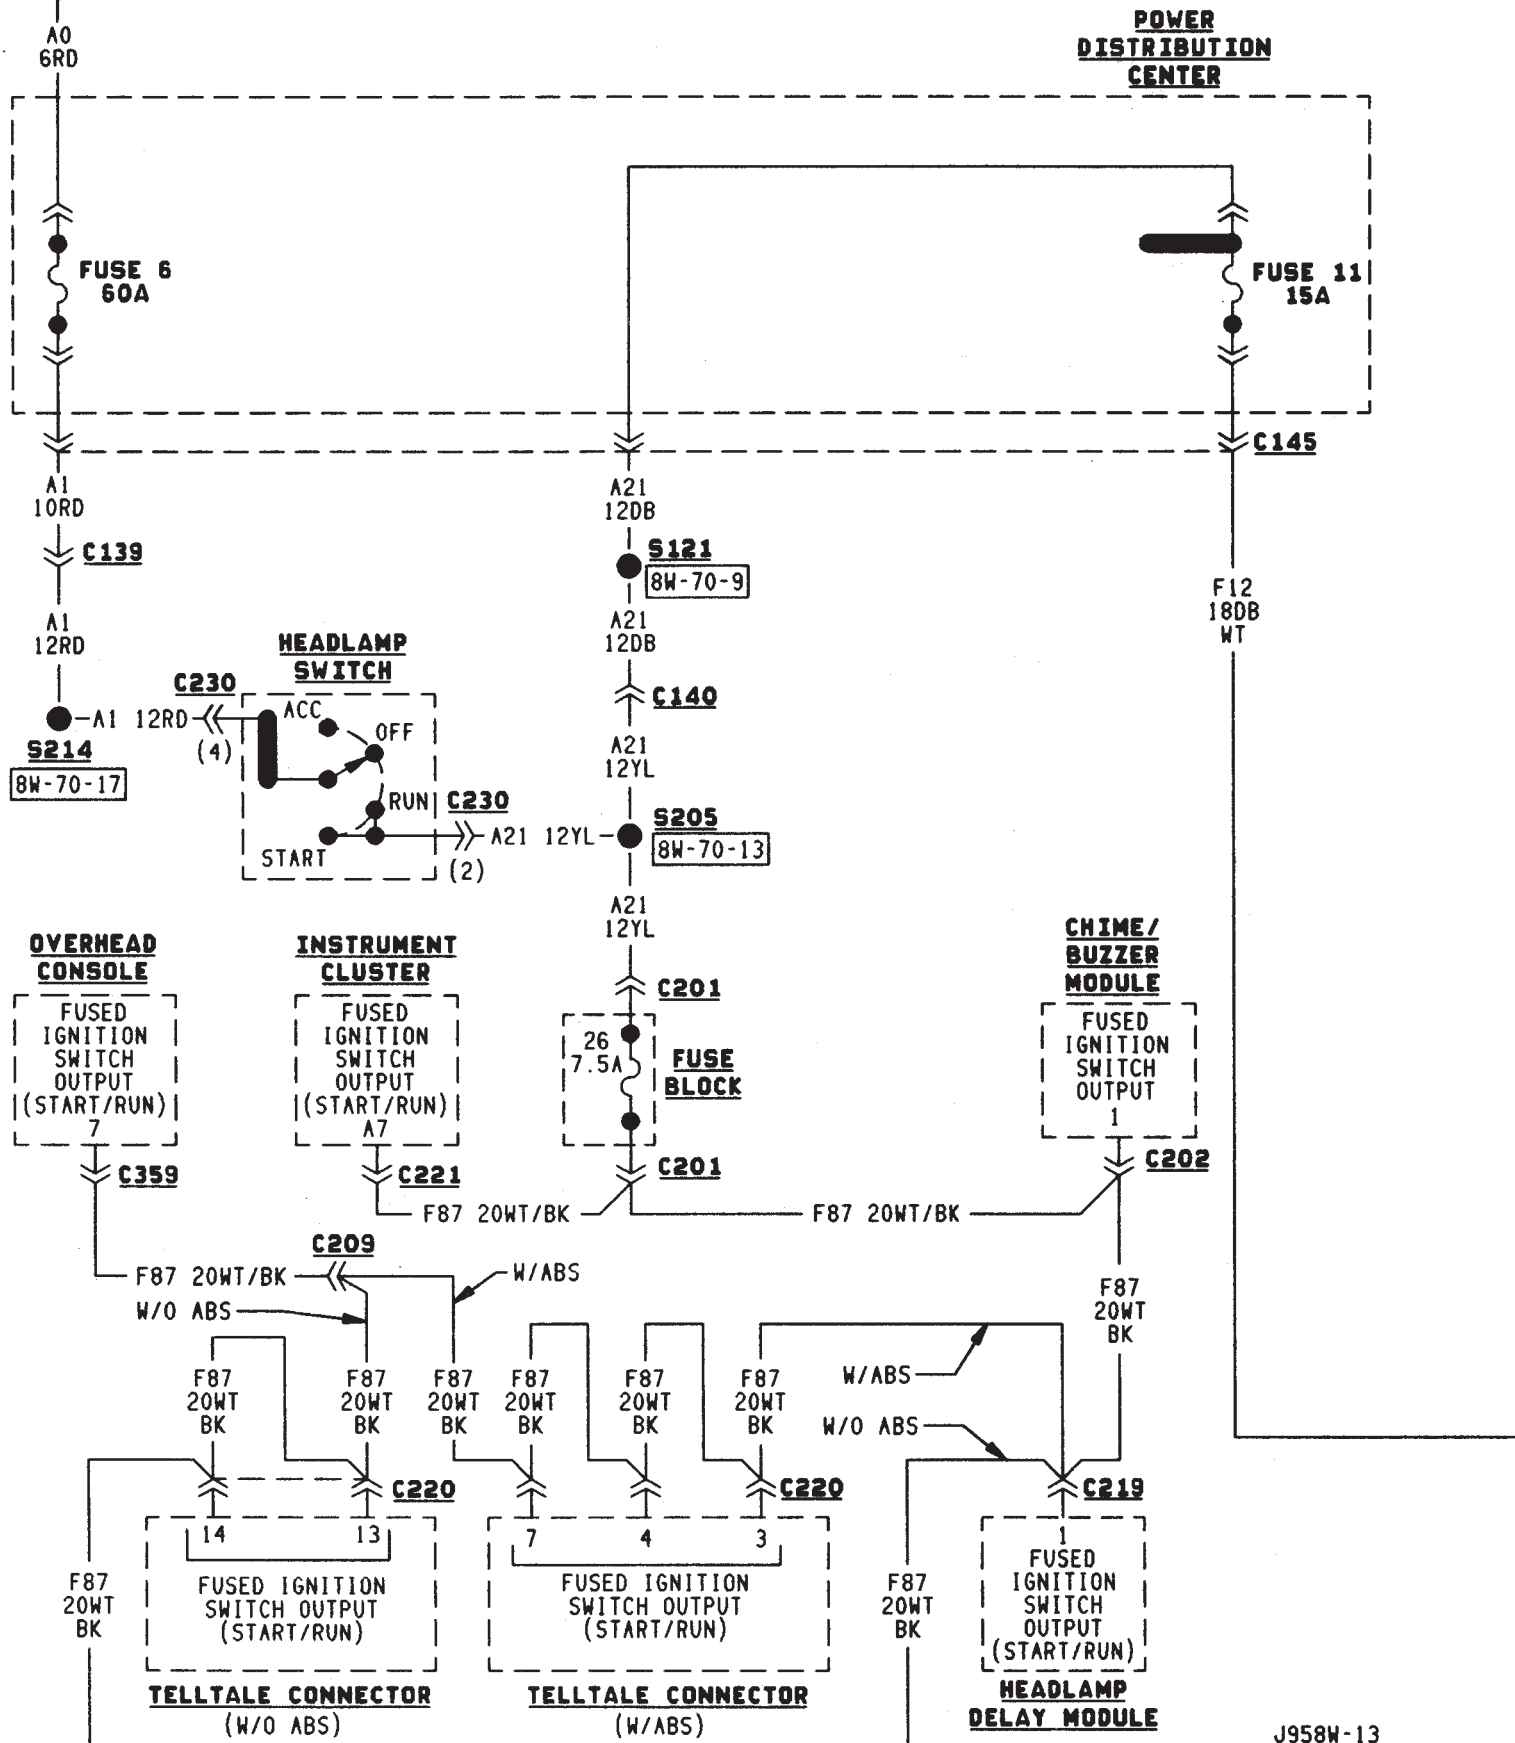 A0
6RD
POWER
DISTRIBUTION
CENTER
FUSE 6
60A
FUSE 11
15A
C145
A1
10RD
A21
12DB
C139
S121
8W-70-9
F12
18DB
WT
A1
12RD
A21
12DB
HEADLAMP
SWITCH
C230
C140
ACC
A1 12RD
OFF
(4)
S214
8W-70-17
A21
12YL
RUN
C230
S205
A21 12YL
8W-70-13
START
(2)
A21
12YL
OVERHEAD
CONSOLE
FUSED
IGNITION
SWITCH
OUTPUT
(START/RUN)
7
C359
INSTRUMENT
CLUSTER
FUSED
IGNITION
SWITCH
OUTPUT
(START/RUN)
A7
C221
C201
26
7.5A
FUSE
BLOCK
C201
CHIME/
BUZZER
MODULE
FUSED
IGNITION
SWITCH
OUTPUT
1
C202
F87 20WT/BK
F87 20WT/BK
C209
F87 20WT/BK
W/ABS
W/O ABS
F87
20WT
BK
W/ABS
W/O ABS
F87
20WT
BK
F87
20WT
BK
F87
20WT
BK
F87
20WT
BK
F87
20WT
BK
F87
20WT
BK
C220
C220
C219
14
13
7
4
3
1
F87
20WT
BK
FUSED IGNITION
SWITCH OUTPUT
(START/RUN)
FUSED IGNITION
SWITCH OUTPUT
(START/RUN)
F87
20WT
BK
FUSED
IGNITION
SWITCH
OUTPUT
(START/RUN)
TELLTALE CONNECTOR
(W/O ABS)
TELLTALE CONNECTOR
(W/ABS)
HEADLAMP
DELAY MODULE
J958W-13